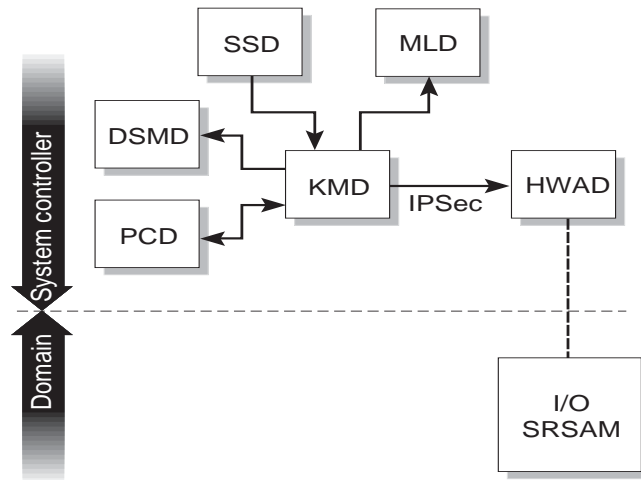 SSD
MLD
DSMD
KMD
IPSec
HWAD
PCD
System controller
Domain
I/O
SRSAM